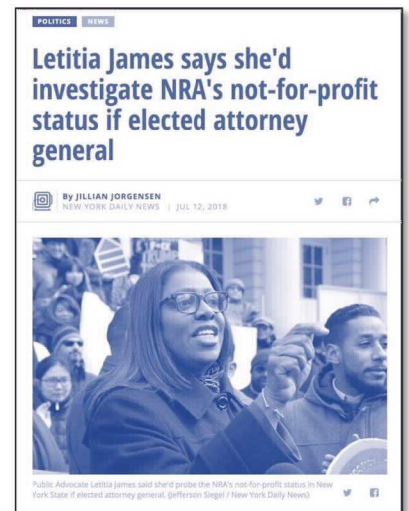 POLITICS NEWS
Letitia James says she'd
investigate NRA's not-for-profit
status if elected attorney
general
By JILLIAN JORGENSEN
NEW YORK DAILY NEWS | JUL 12, 2018
Public Advocate Letitia James said she'd probe the NRA's not-for-profit status in New
York State if elected attorney general. (Jefferson Siegel / New York Daily News)